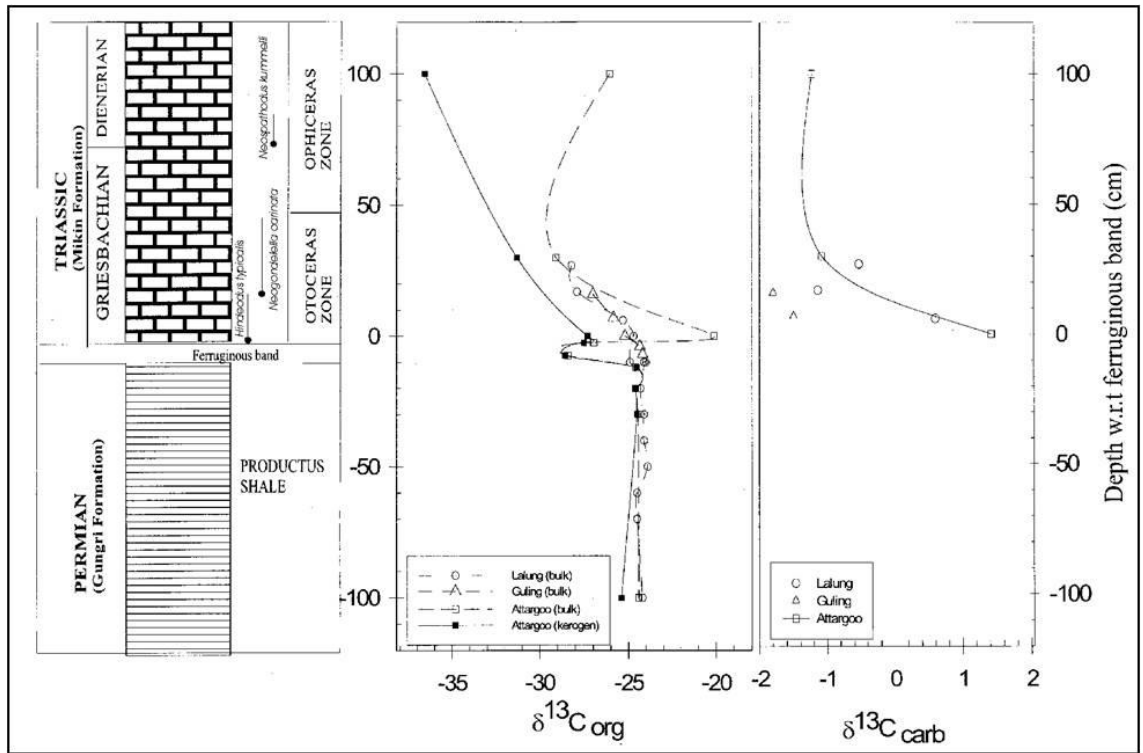 TRIASSIC
(Mikin Formation)
DIENERIAN
GRIESBACHIAN
Neospathodus kummelli
Neogondelella carinata
Hindeodus typicalis
OPHICERAS
ZONE
OTOCERAS
ZONE
Ferruginous band
PERMIAN
(Gungri Formation)
PRODUCTUS
SHALE
100
50
0
-50
100
Lalung (bulk)
Guling (bulk)
Attargoo (bulk)
Attargoo (kerogen)
-35
-30
-25
-20
δ13C org
Lalung
Guling
Attargoo
-2
-1
0
1
2
δ13C carb
100
50
0
-50
-100
Depth w.r.t ferruginous band (cm)